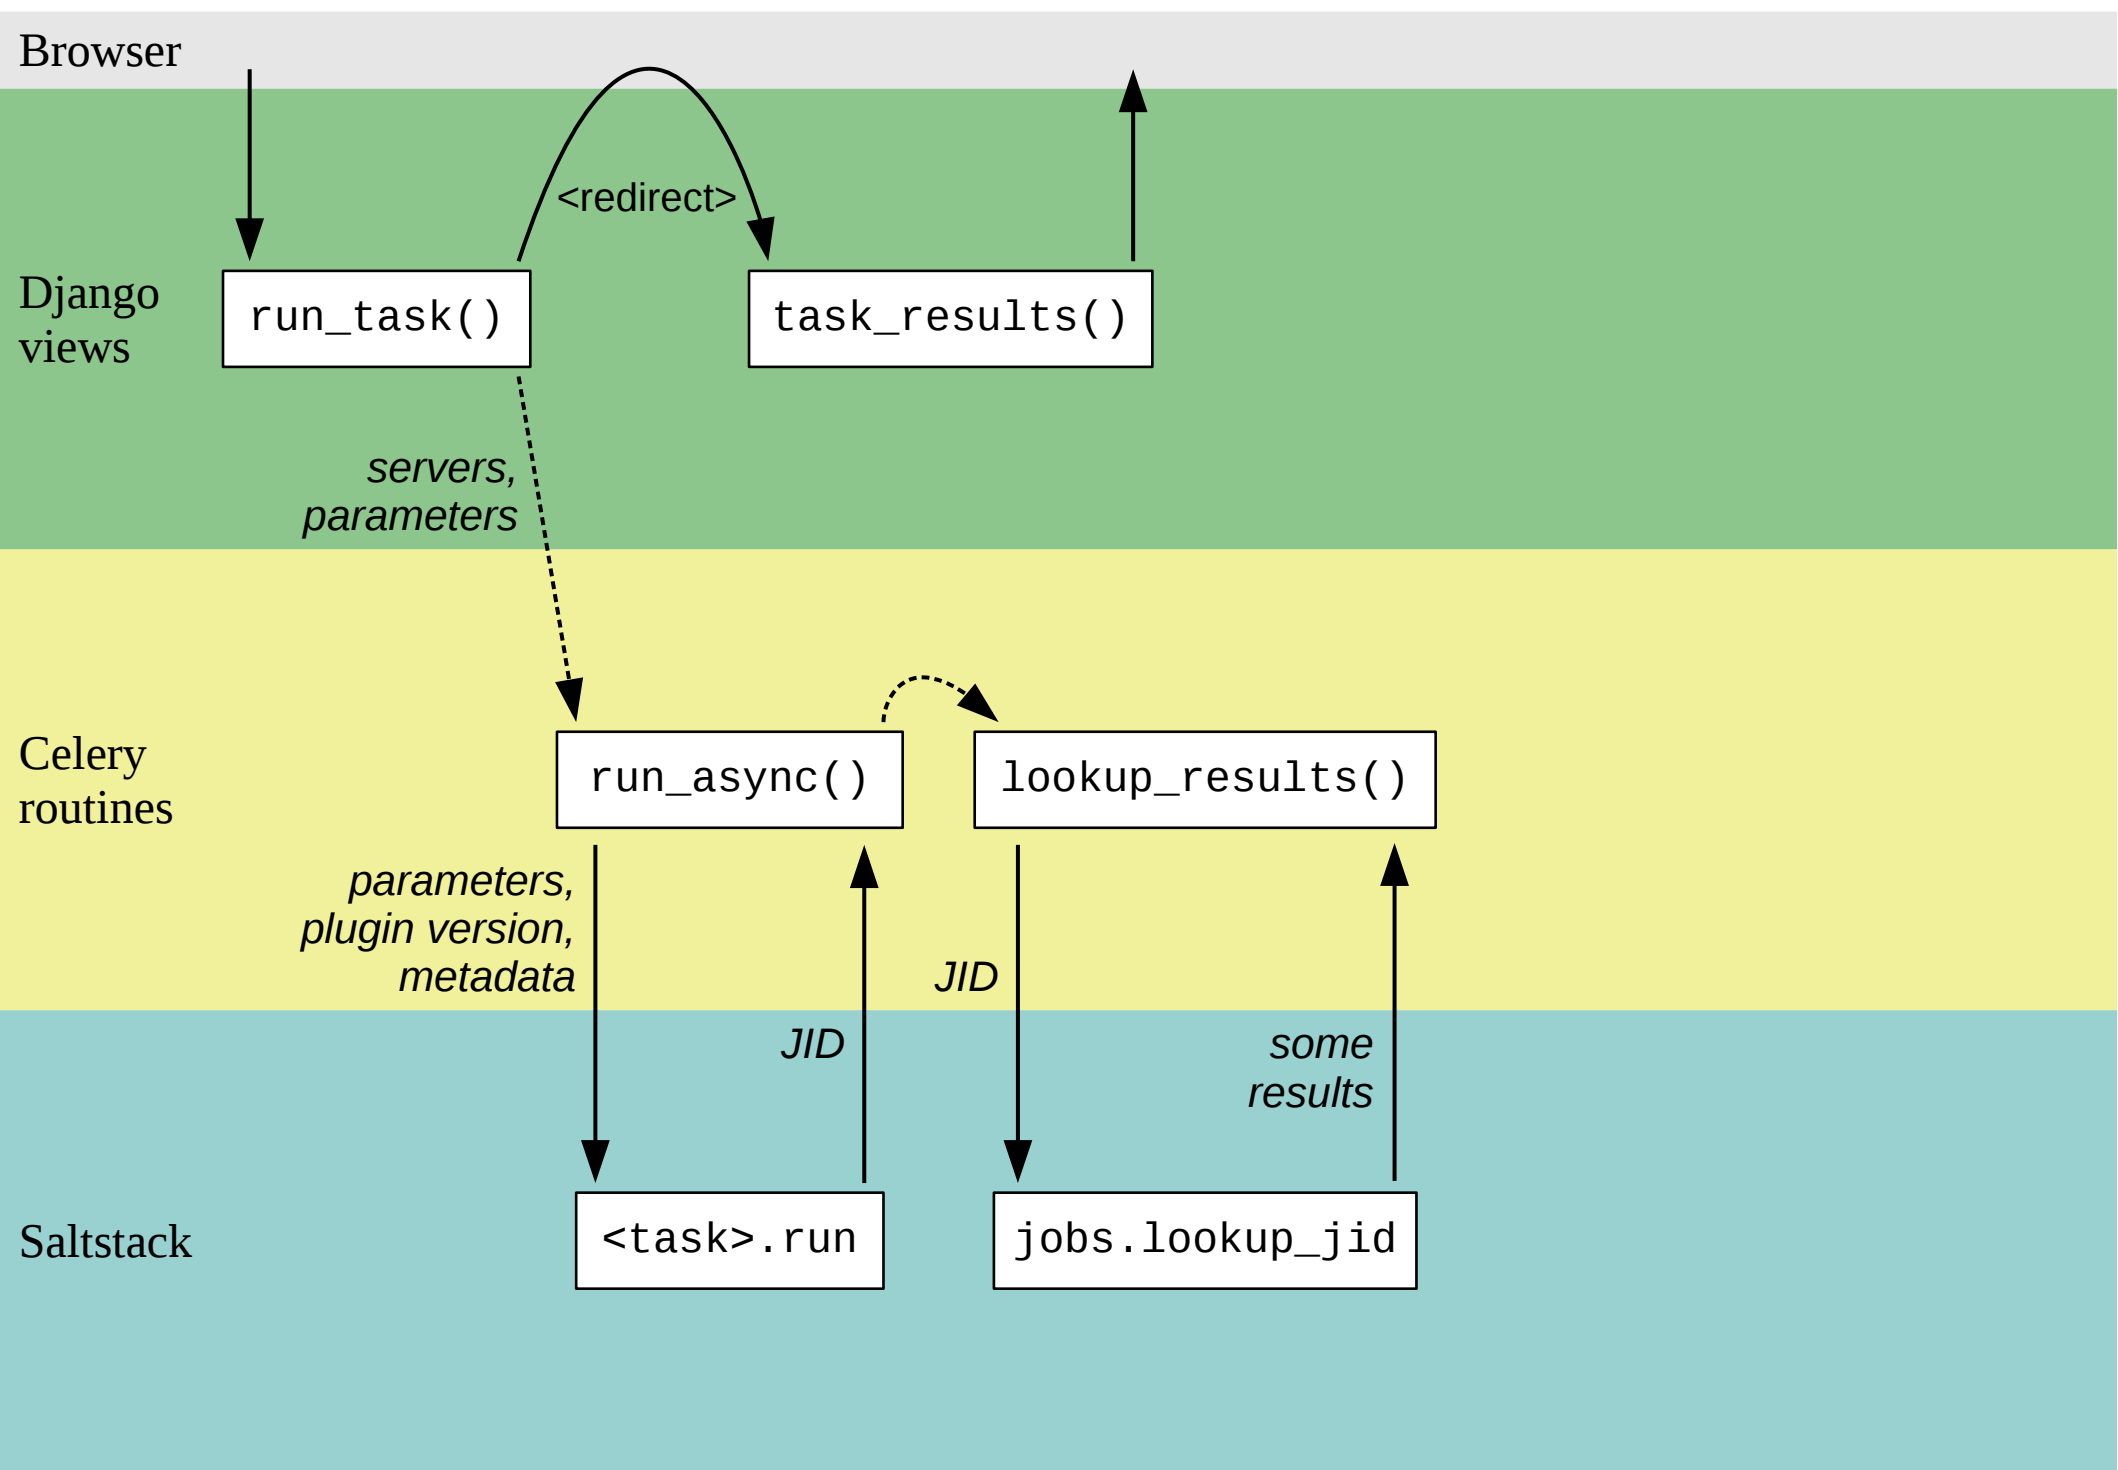 Browser
<redirect>
Django
views
run_task()
task_results()
servers,
parameters
Celery
routines
run_async()
lookup_results()
parameters,
plugin version,
metadata
JID
JID
some
results
Saltstack
<task>.run
jobs.lookup_jid